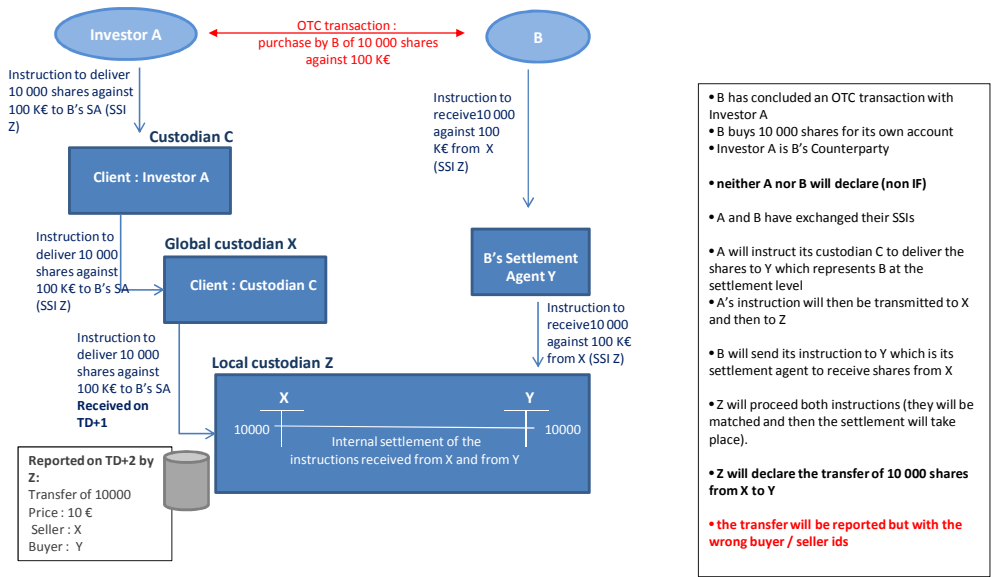 Investor A
OTC transaction :
purchase by B of 10 000 shares
against 100 K€
B
Instruction to deliver
10 000 shares against
100 K€ to B's SA (SSI
Z)
Instruction to
receive10 000
against 100
K€ from X
(SSI Z)
Custodian C
Client : Investor A
Instruction to
deliver 10 000
shares against
100 K€ to B's SA
(SSI Z)
Global custodian X
Client : Custodian C
B's Settlement
Agent Y
Instruction to
deliver 10 000
shares against
100 K€ to B's SA
Received on
TD+1
Instruction to
receive10 000
against 100 K€
from X (SSI Z)
Local custodian Z
X
Y
10000
10000
Internal settlement of the
instructions received from X and from Y
Reported on TD+2 by
Z:
Transfer of 10000
Price : 10 €
Seller : X
Buyer : Y
• B has concluded an OTC transaction with
Investor A
• B buys 10 000 shares for its own account
• Investor A is B's Counterparty
• neither A nor B will declare (non IF)
• A and B have exchanged their SSIs
• A will instruct its custodian C to deliver the
shares to Y which represents B at the
settlement level
• A's instruction will then be transmitted to X
and then to Z
• B will send its instruction to Y which is its
settlement agent to receive shares from X
• Z will proceed both instructions (they will be
matched and then the settlement will take
place).
• Z will declare the transfer of 10 000 shares
from X to Y
• the transfer will be reported but with the
wrong buyer / seller ids